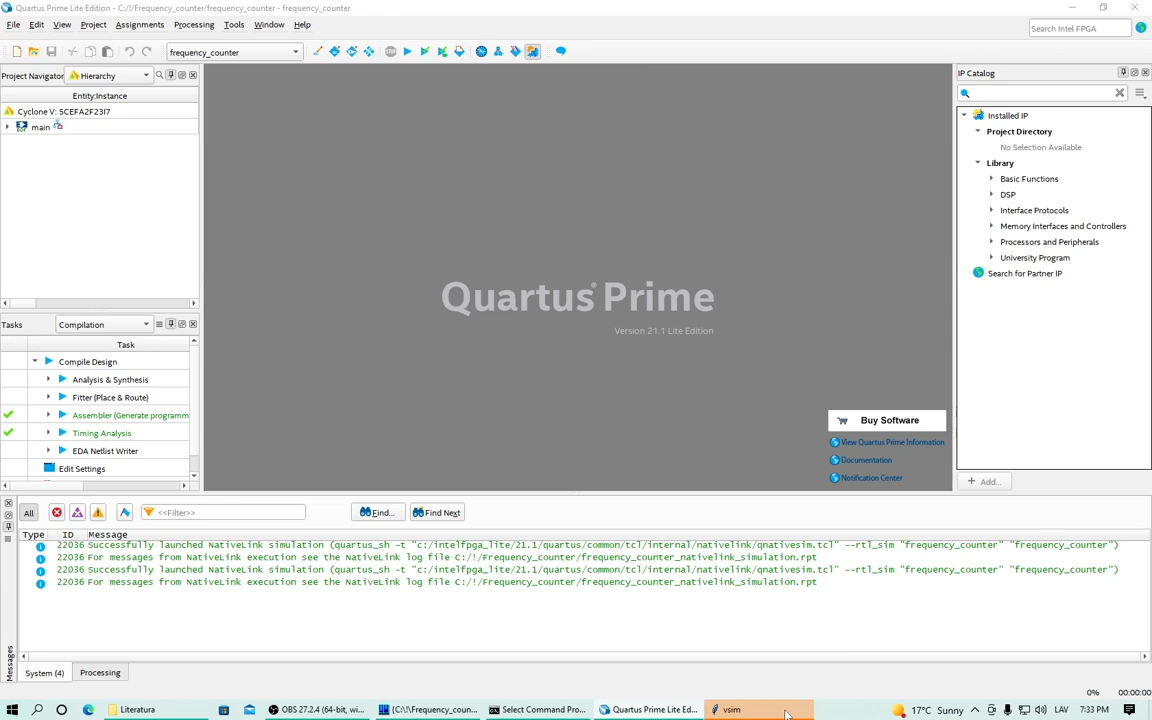 Quartus Prime Lite Edition - C:/!/Frequency_counter/frequency_counter - frequency_counter
File Edit View Project Assignments Processing Tools Window Help
Search Intel FPGA
frequency_counter
Project Navigator Hierarchy
IP Catalog
Entity:Instance
Cyclone V: 5CEFA2F23I7
main
Installed IP
Project Directory
No Selection Available
Library
Basic Functions
DSP
Interface Protocols
Memory Interfaces and Controllers
Processors and Peripherals
University Program
Search for Partner IP
Quartus® Prime
Version 21.1 Lite Edition
Tasks Compilation
Task
Compile Design
Analysis & Synthesis
Fitter (Place & Route)
Assembler (Generate programm
Timing Analysis
EDA Netlist Writer
Edit Settings
Buy Software
View Quartus Prime Information
Documentation
Notification Center
Add...
All <<Filter>> Find... Find Next
Type ID Message
22036 Successfully launched NativeLink simulation (quartus_sh -t "c:/intelfpga_lite/21.1/quartus/common/tcl/internal/nativelink/qnativesim.tcl" --rtl_sim "frequency_counter" "frequency_counter")
22036 For messages from NativeLink execution see the NativeLink log file C:/!/Frequency_counter/frequency_counter_nativelink_simulation.rpt
22036 Successfully launched NativeLink simulation (quartus_sh -t "c:/intelfpga_lite/21.1/quartus/common/tcl/internal/nativelink/qnativesim.tcl" --rtl_sim "frequency_counter" "frequency_counter")
22036 For messages from NativeLink execution see the NativeLink log file C:/!/Frequency_counter/frequency_counter_nativelink_simulation.rpt
Messages
System (4) Processing
0% 00:00:00
Literatura OBS 27.2.4 (64-bit, wi... [C:\!\Frequency_coun... Select Command Pro... Quartus Prime Lite Ed... vsim 17°C Sunny LAV 7:33 PM